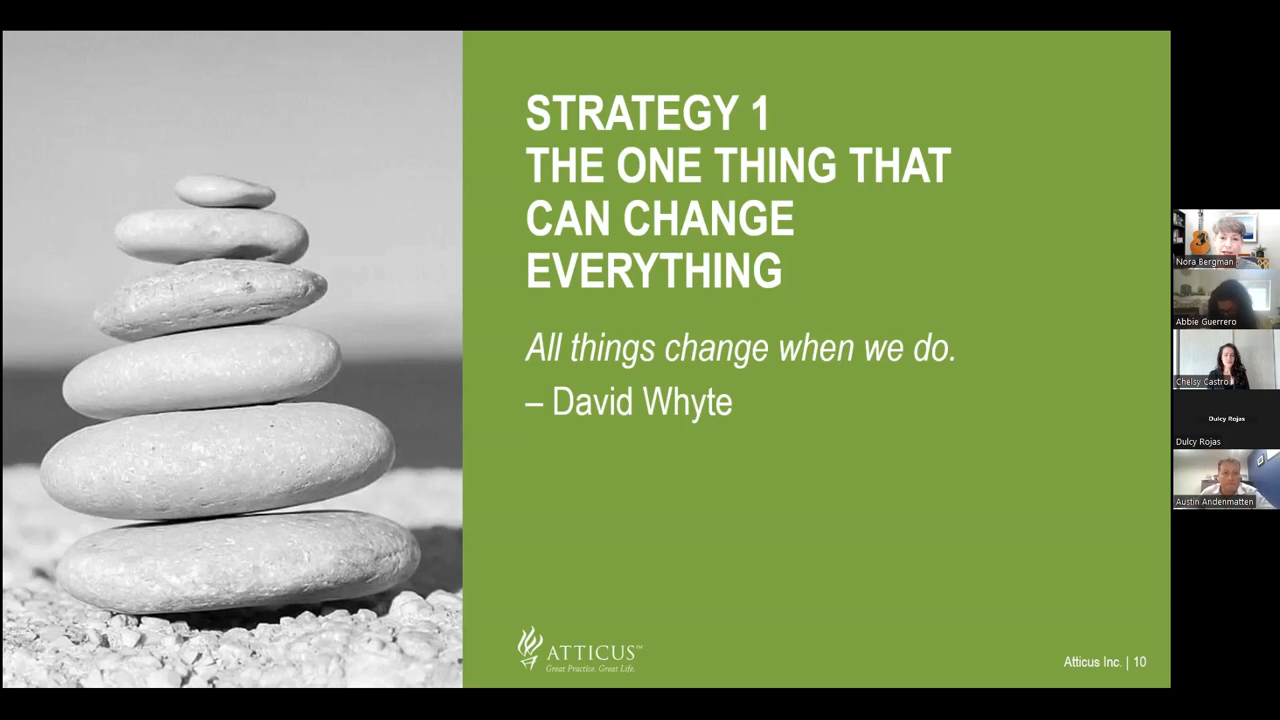 STRATEGY 1
THE ONE THING THAT
CAN CHANGE
EVERYTHING
All things change when we do.
– David Whyte
ATTICUS™
Great Practice. Great Life.
Atticus Inc. | 10
Nora Bergman
Abbie Guerrero
Chelsy Castro
Dulcy Rojas
Dulcy Rojas
Austin Andenmatten